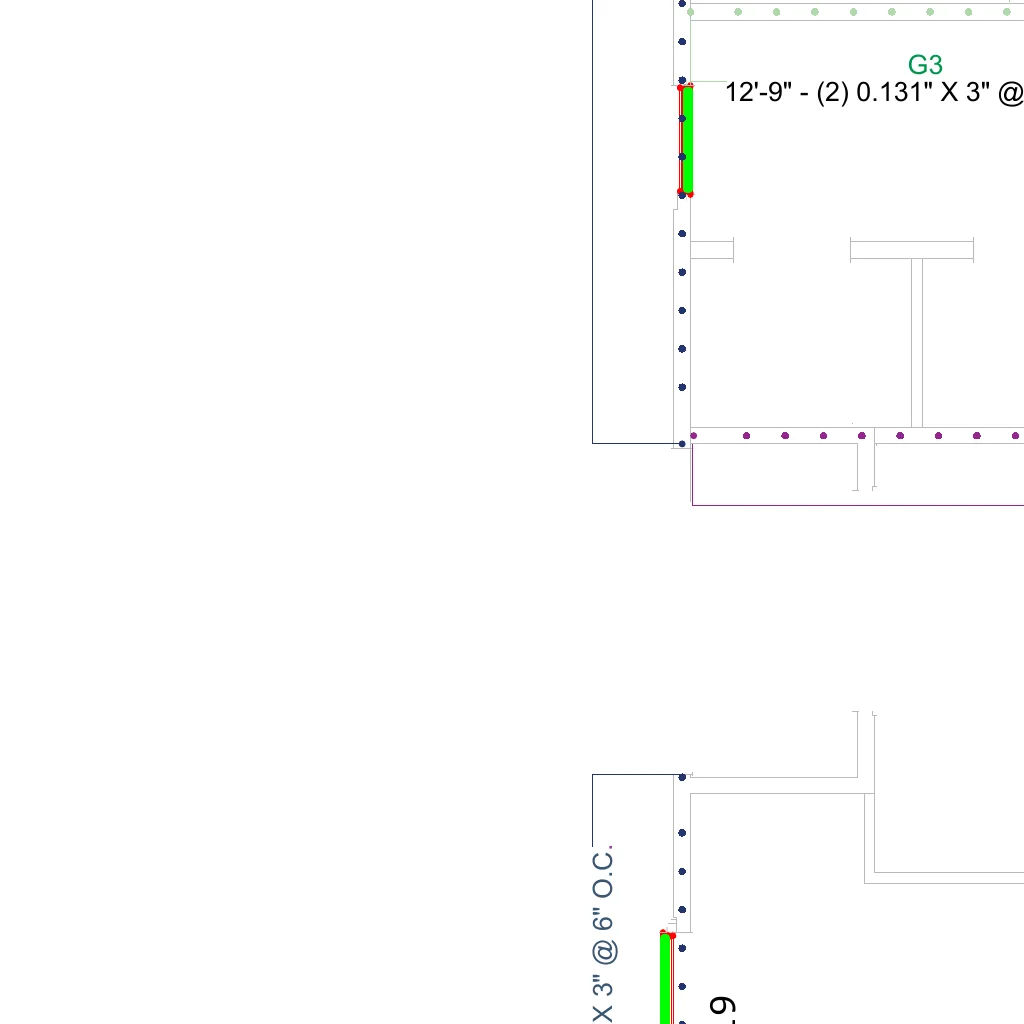 G3
12'-9" - (2) 0.131" X 3" @
X 3" @ 6" O.C.